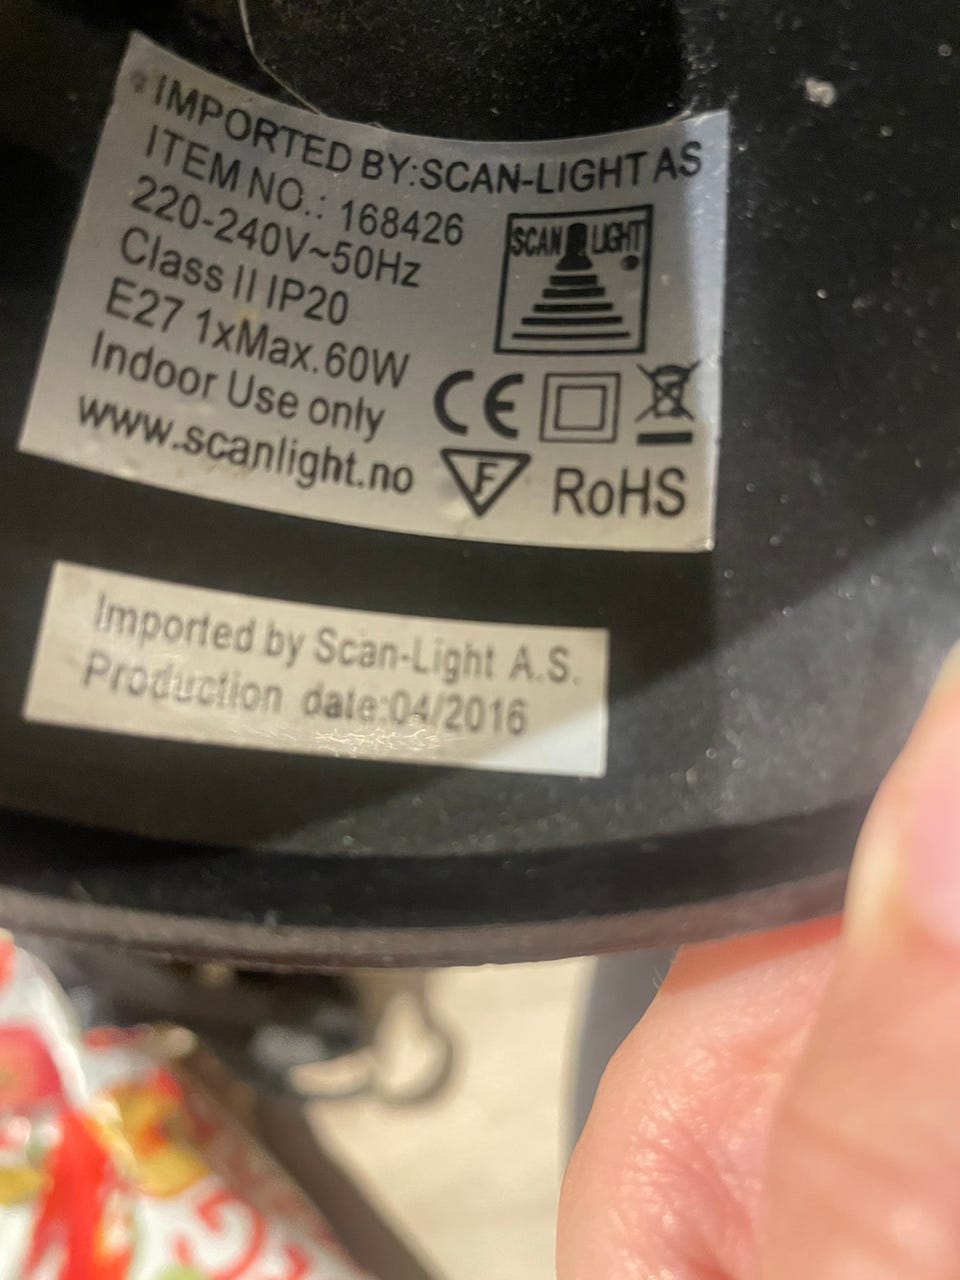 IMPORTED BY:SCAN-LIGHT AS
ITEM NO.: 168426
220-240V~50Hz
Class II IP20
E27 1xMax.60W
Indoor Use only
www.scanlight.no
SCAN LIGHT
CE
F
RoHS
Imported by Scan-Light A.S.
Production date:04/2016